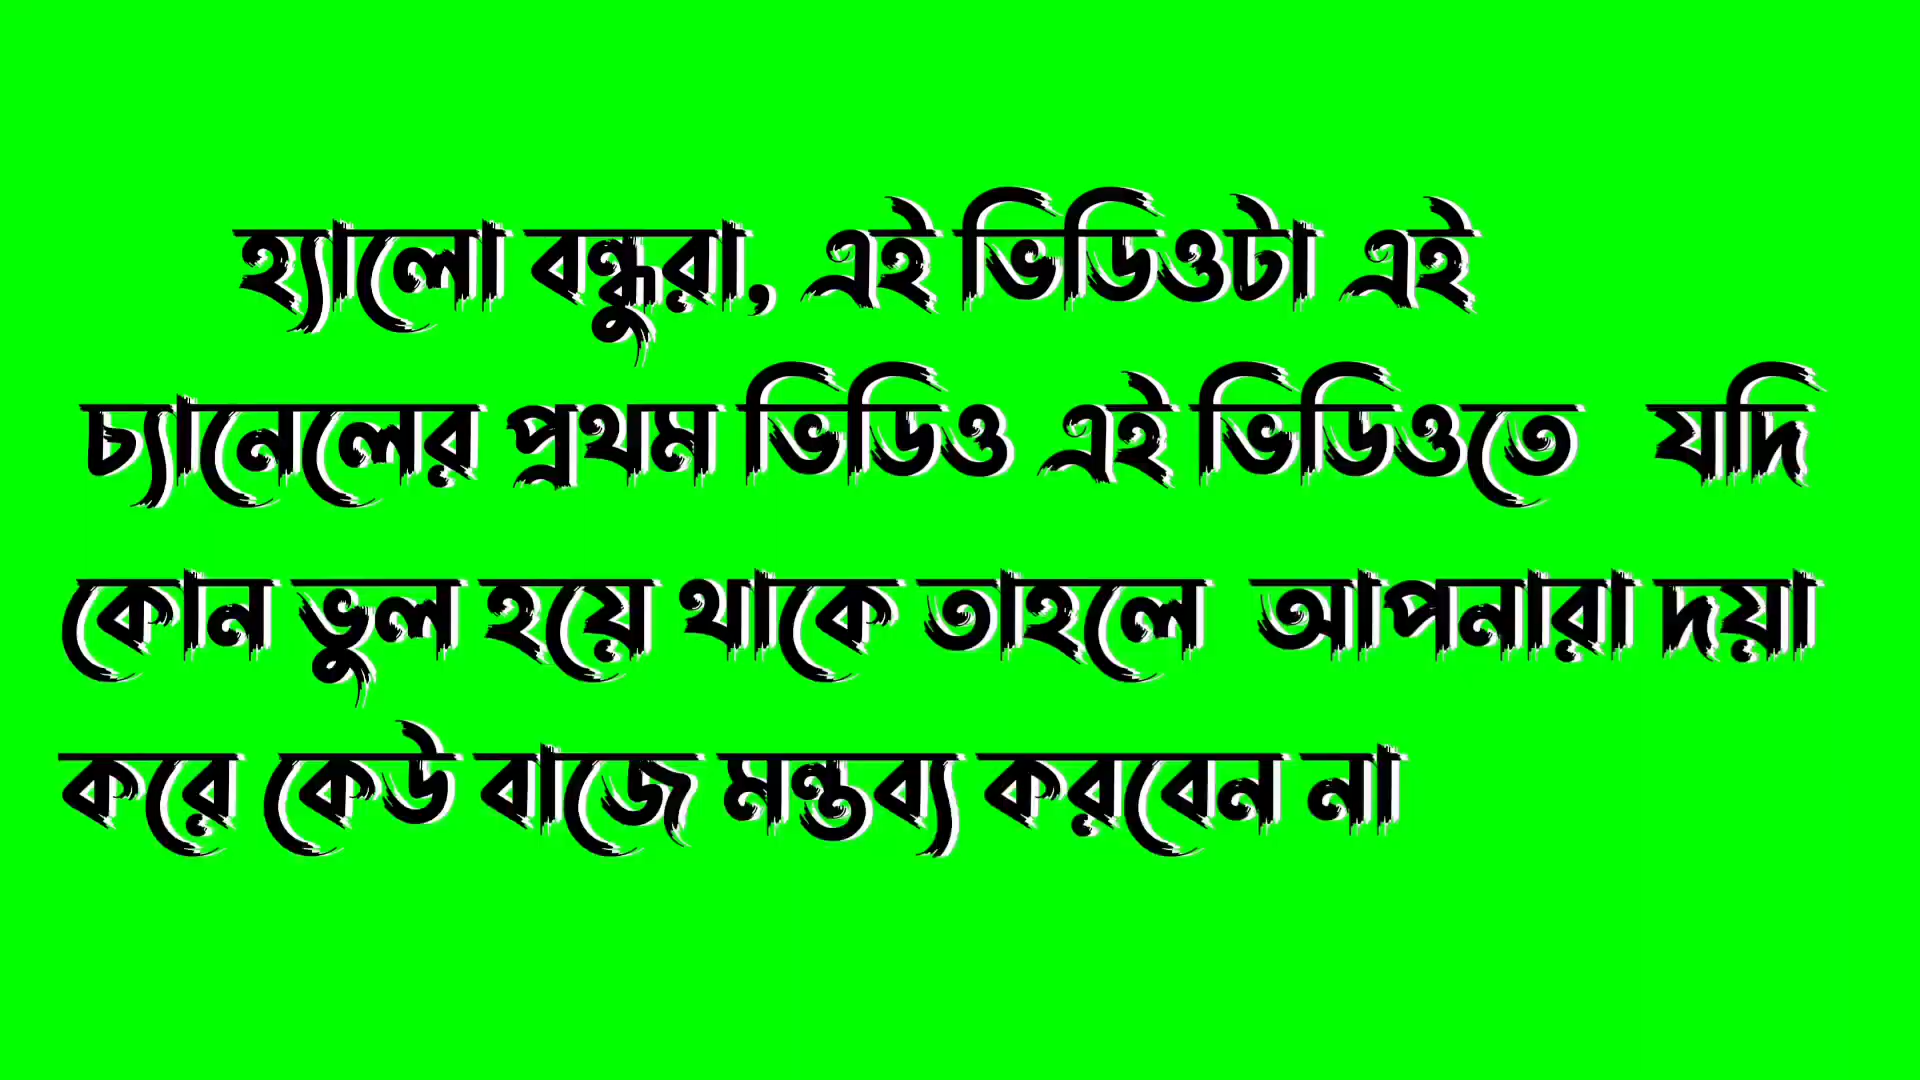 হ্যালো বন্ধুরা, এই ভিডিওটা এই
চ্যানেলের প্রথম ভিডিও এই ভিডিওতে যদি
কোন ভুল হয়ে থাকে তাহলে আপনারা দয়া
করে কেউ বাজে মন্তব্য করবেন না